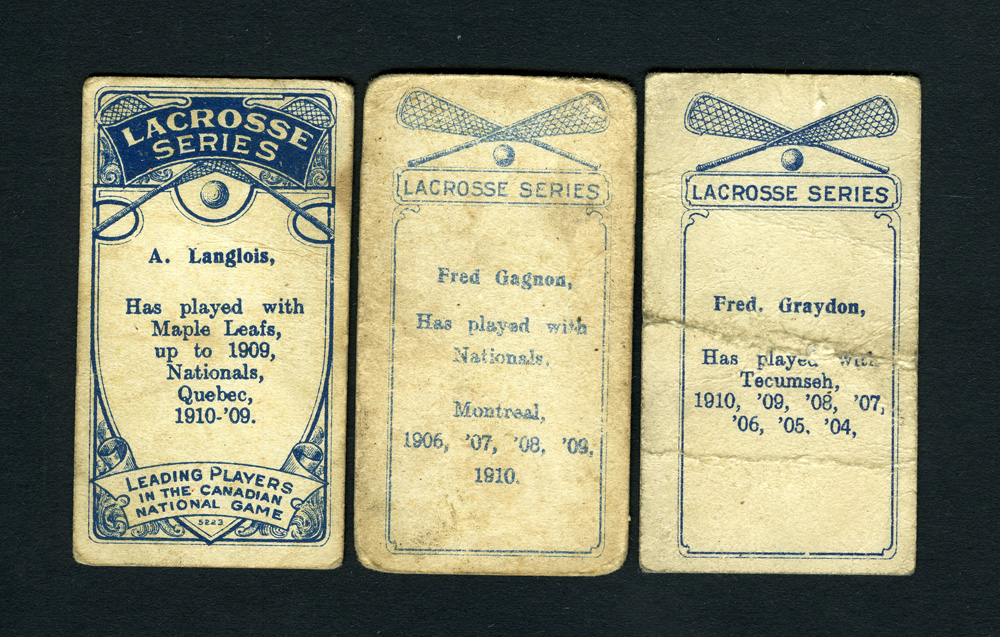 LACROSSE
SERIES
A. Langlois,
Has played with
Maple Leafs,
up to 1909,
Nationals,
Quebec,
1910-'09.
LEADING PLAYERS
IN THE CANADIAN
NATIONAL GAME
5223
LACROSSE SERIES
Fred Gagnon,
Has played with
Nationals,
Montreal,
1906, '07, '08, '09,
1910.
LACROSSE SERIES
Fred. Graydon,
Has played with
Tecumseh,
1910, '09, '08, '07,
'06, '05. '04,